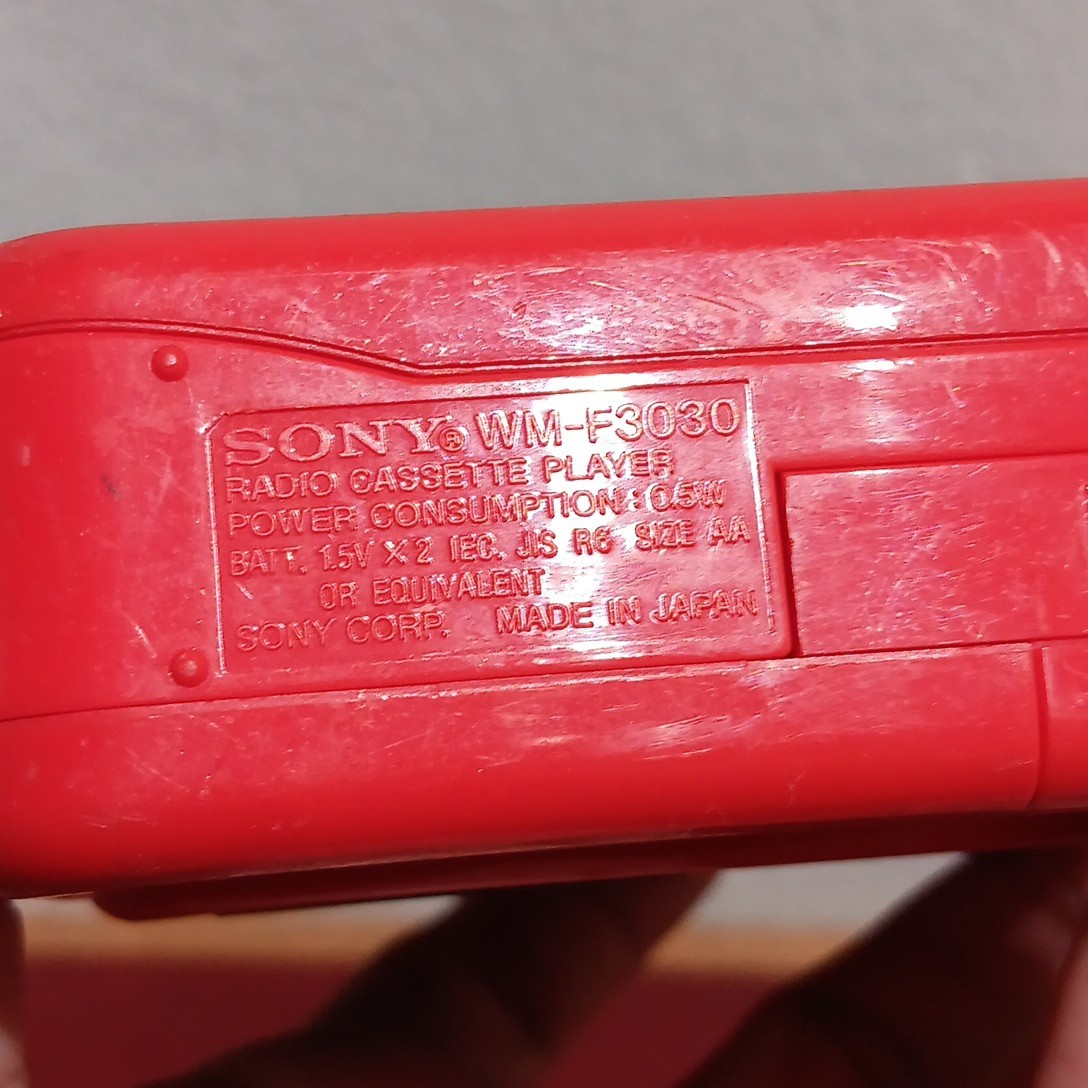 SONY® WM-F3030
RADIO CASSETTE PLAYER
POWER CONSUMPTION : 0.5W
BATT. 1.5V × 2 IEC. JIS R6 SIZE AA
OR EQUIVALENT
SONY CORP. MADE IN JAPAN